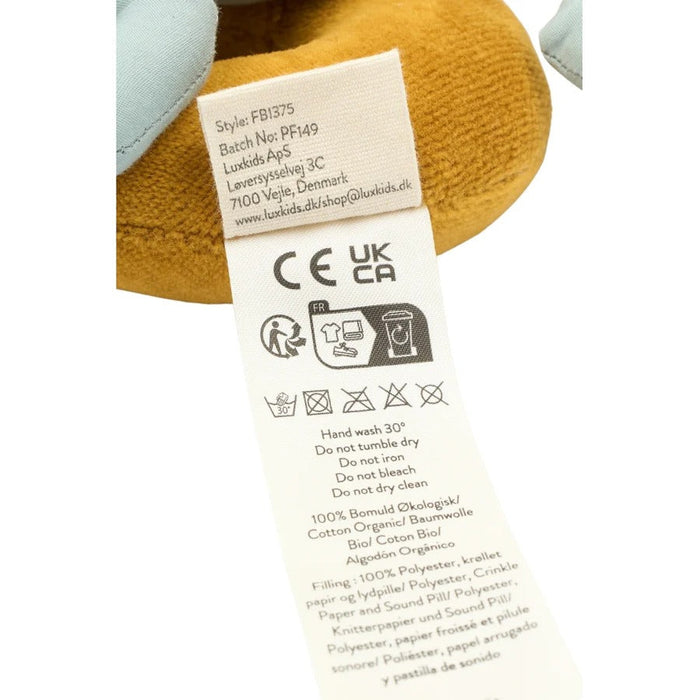 Style: FB1375
Batch No: PF149
Luxkids ApS
Løversysselvej 3C
7100 Vejle, Denmark
www.luxkids.dk/shop@luxkids.dk
CE UK
CA
FR
30°
Hand wash 30°
Do not tumble dry
Do not iron
Do not bleach
Do not dry clean
100% Bomuld Økologisk/
Cotton Organic/ Baumwolle
Bio/ Coton Bio/
Algodón Orgánico
Filling : 100% Polyester, krøllet
papir og lydpille/ Polyester, Crinkle
Paper and Sound Pill/ Polyester,
Knitterpapier und Sound Pill/
Polyester, papier froissé et pilule
sonore/ Poliéster, papel arrugado
y pastilla de sonido